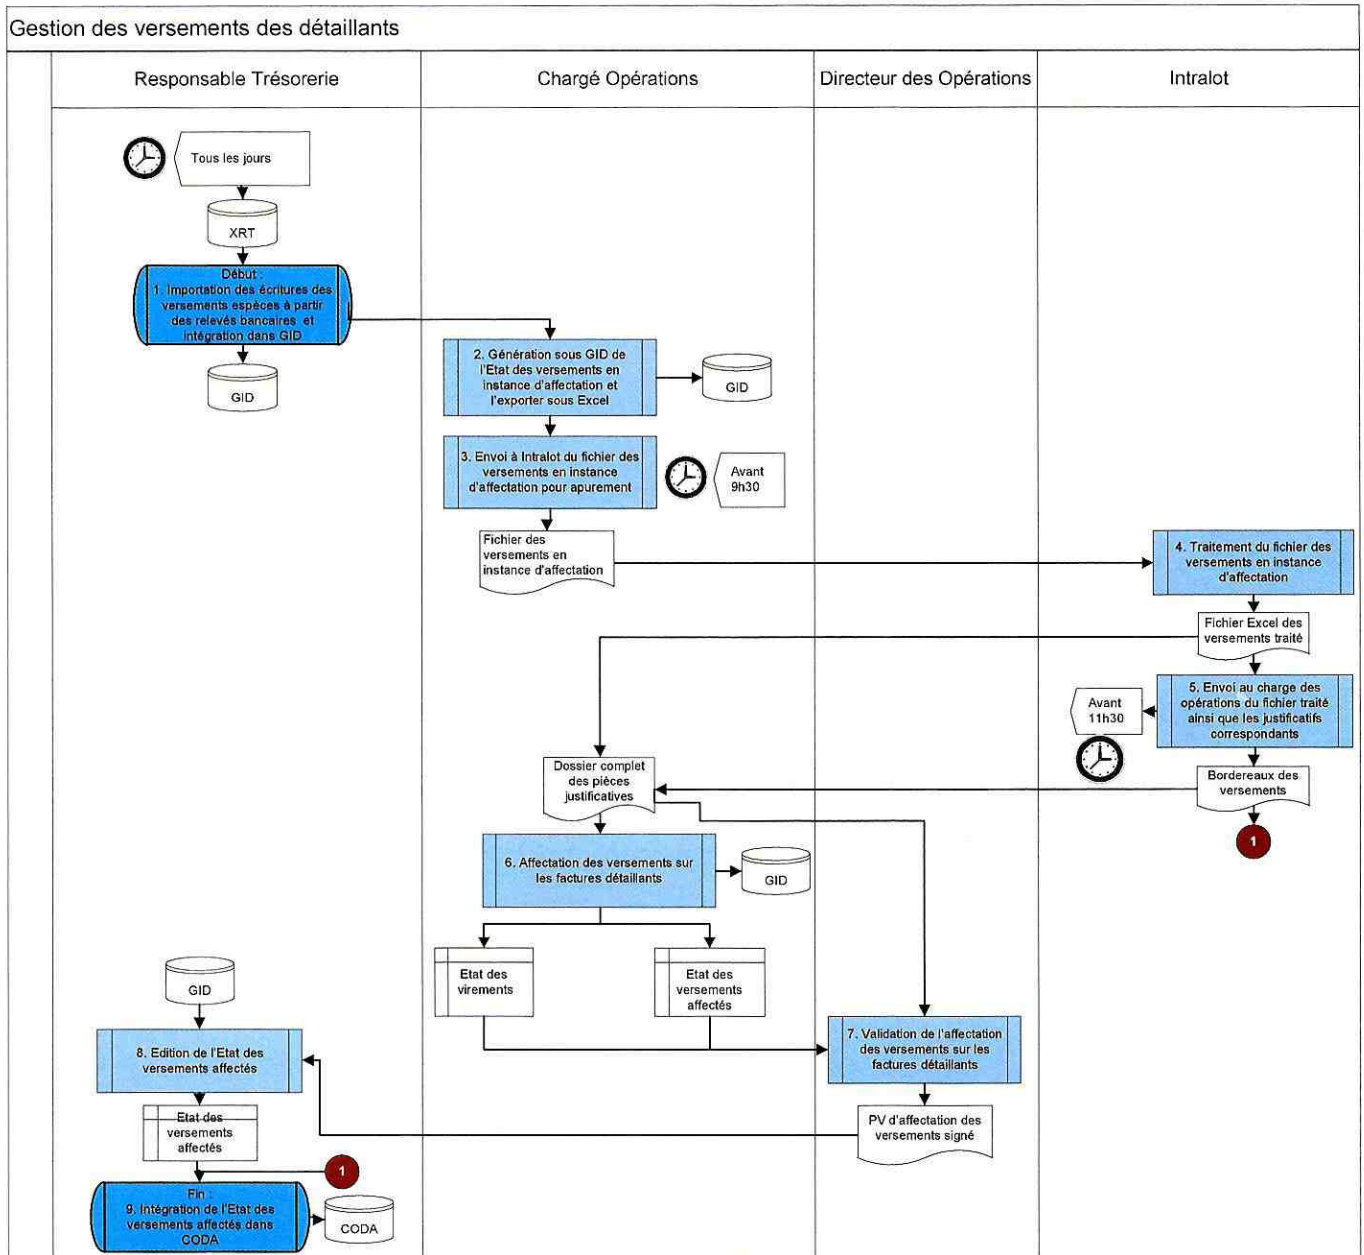 Gestion des versements des détaillants
Responsable Trésorerie
Chargé Opérations
Directeur des Opérations
Intralot
Tous les jours
XRT
Début :
1. Importation des écritures des
versements espèces à partir
des relevés bancaires et
intégration dans GID
GID
2. Génération sous GID de
l'Etat des versements en
instance d'affectation et
l'exporter sous Excel
GID
3. Envoi à Intralot du fichier des
versements en instance
d'affectation pour apurement
Avant
9h30
Fichier des
versements en
instance d'affectation
4. Traitement du fichier des
versements en instance
d'affectation
Fichier Excel des
versements traité
5. Envoi au charge des
opérations du fichier traité
ainsi que les justificatifs
correspondants
Avant
11h30
Dossier complet
des pièces
justificatives
Bordereaux des
versements
1
6. Affectation des versements sur
les factures détaillants
GID
Etat des
virements
Etat des
versements
affectés
GID
7. Validation de l'affectation
des versements sur les
factures détaillants
8. Edition de l'Etat des
versements affectés
Etat des
versements
affectés
PV d'affectation des
versements signé
1
Fin :
9. Intégration de l'Etat des
versements affectés dans
CODA
CODA